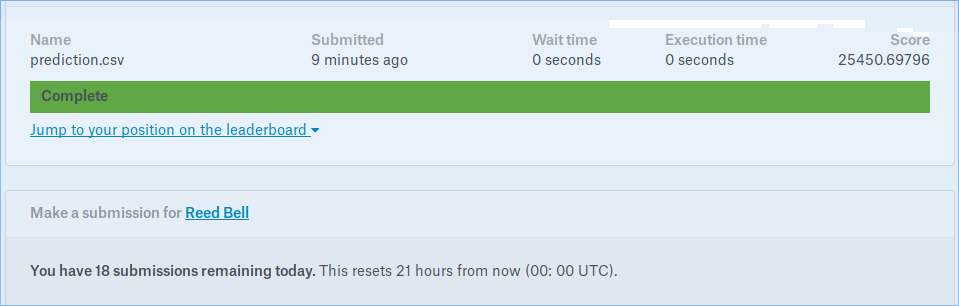 Name Submitted Wait time Execution time Score
prediction.csv 9 minutes ago 0 seconds 0 seconds 25450.69796
Complete
Jump to your position on the leaderboard
Make a submission for Reed Bell
You have 18 submissions remaining today. This resets 21 hours from now (00: 00 UTC).